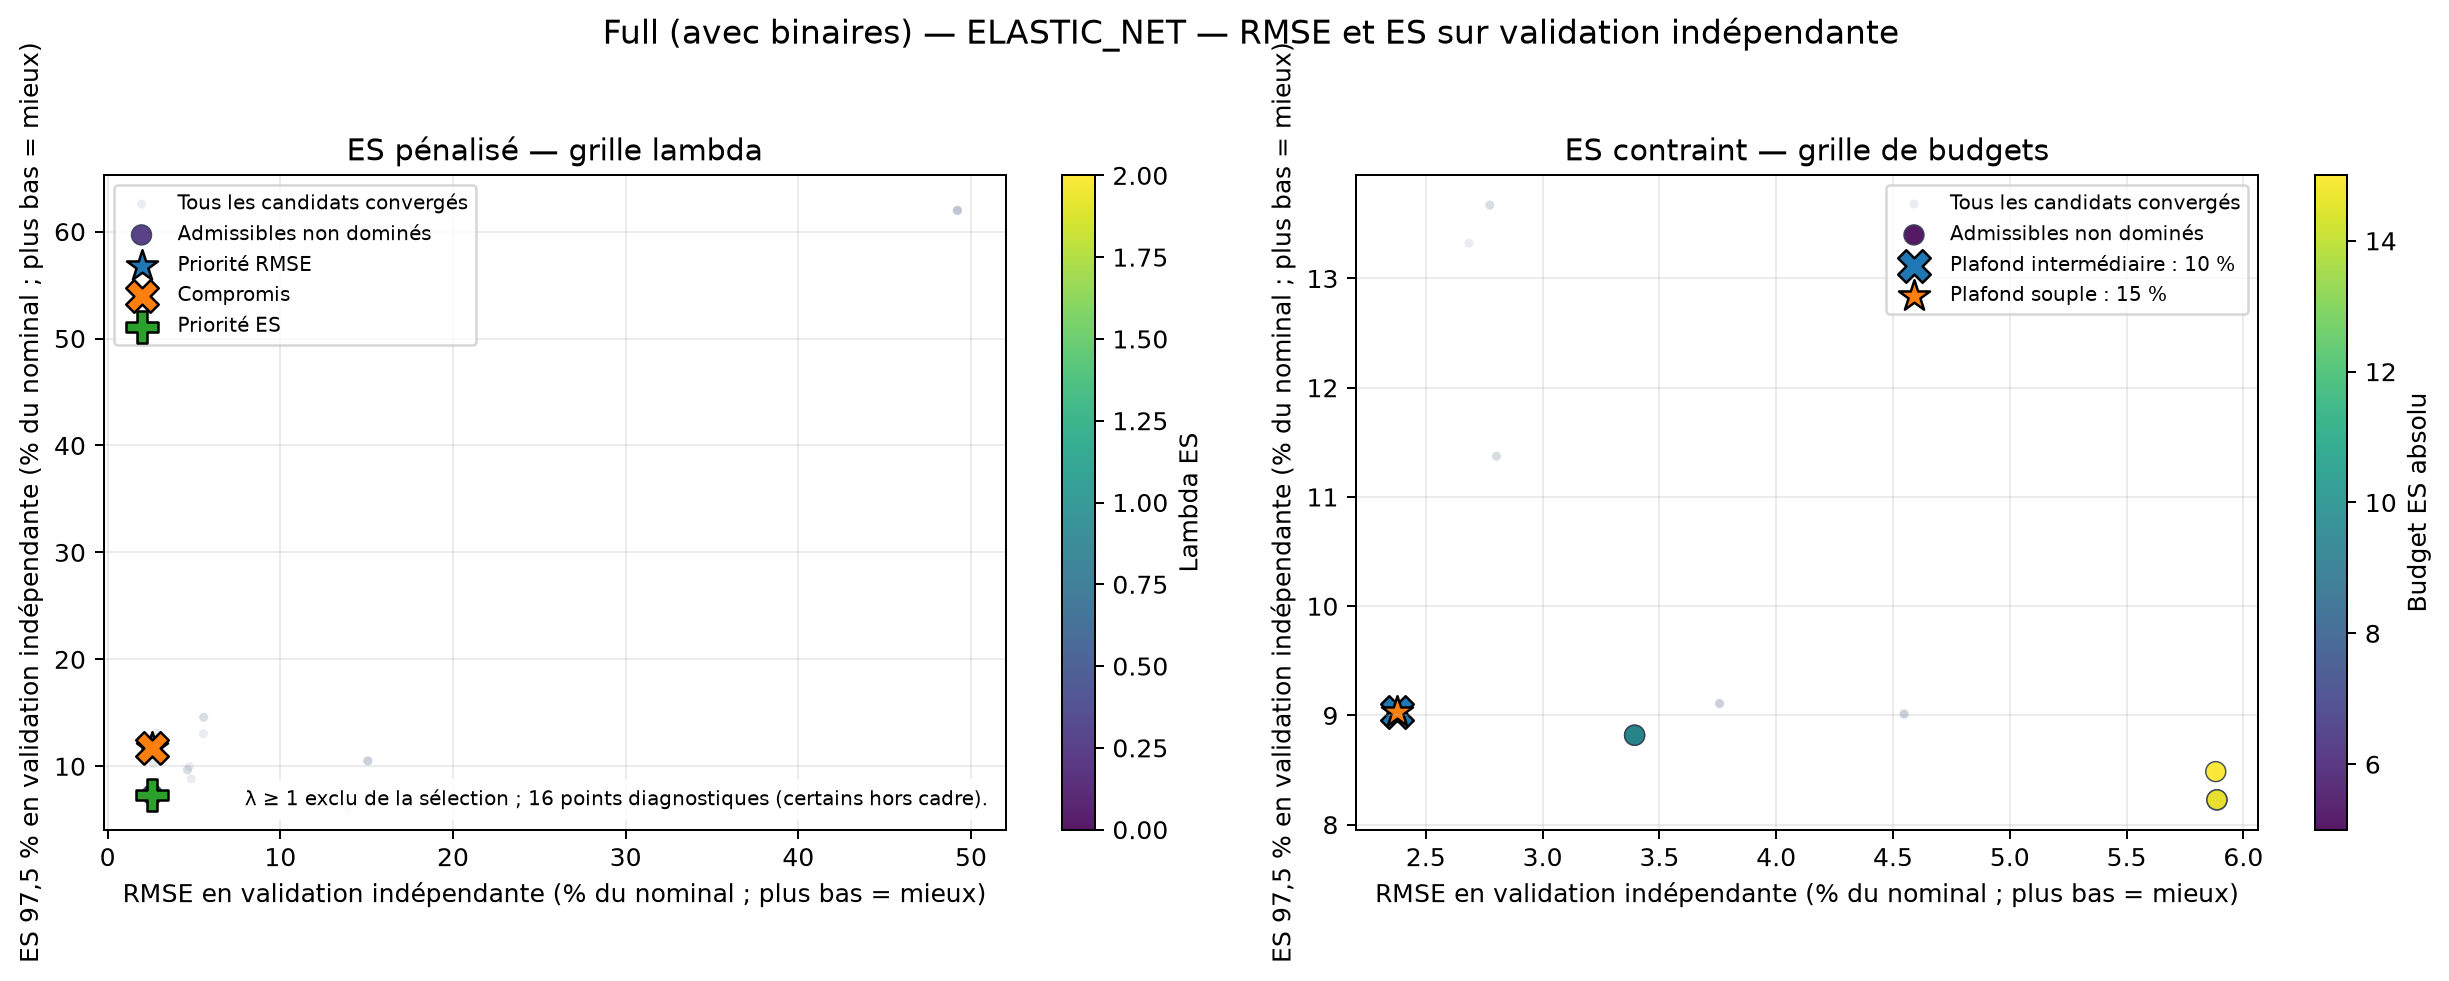 Full (avec binaires) — ELASTIC_NET — RMSE et ES sur validation indépendante
ES pénalisé — grille lambda
ES 97,5 % en validation indépendante (% du nominal ; plus bas = mieux)
60
50
40
30
20
10
Tous les candidats convergés
Admissibles non dominés
Priorité RMSE
Compromis
Priorité ES
λ ≥ 1 exclu de la sélection ; 16 points diagnostiques (certains hors cadre).
0
10
20
30
40
50
RMSE en validation indépendante (% du nominal ; plus bas = mieux)
2.00
1.75
1.50
1.25
1.00
0.75
0.50
0.25
0.00
Lambda ES
ES contraint — grille de budgets
ES 97,5 % en validation indépendante (% du nominal ; plus bas = mieux)
13
12
11
10
9
8
Tous les candidats convergés
Admissibles non dominés
Plafond intermédiaire : 10 %
Plafond souple : 15 %
2.5
3.0
3.5
4.0
4.5
5.0
5.5
6.0
RMSE en validation indépendante (% du nominal ; plus bas = mieux)
14
12
10
8
6
Budget ES absolu